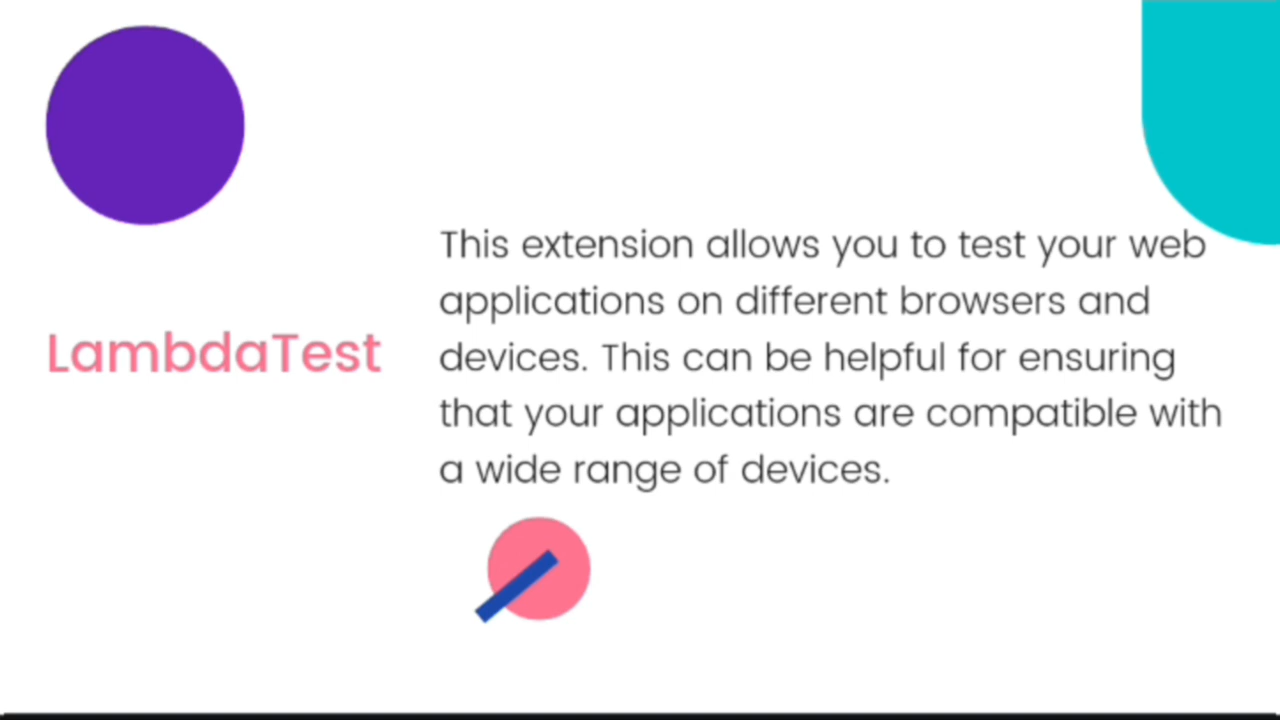 LambdaTest
This extension allows you to test your web
applications on different browsers and
devices. This can be helpful for ensuring
that your applications are compatible with
a wide range of devices.